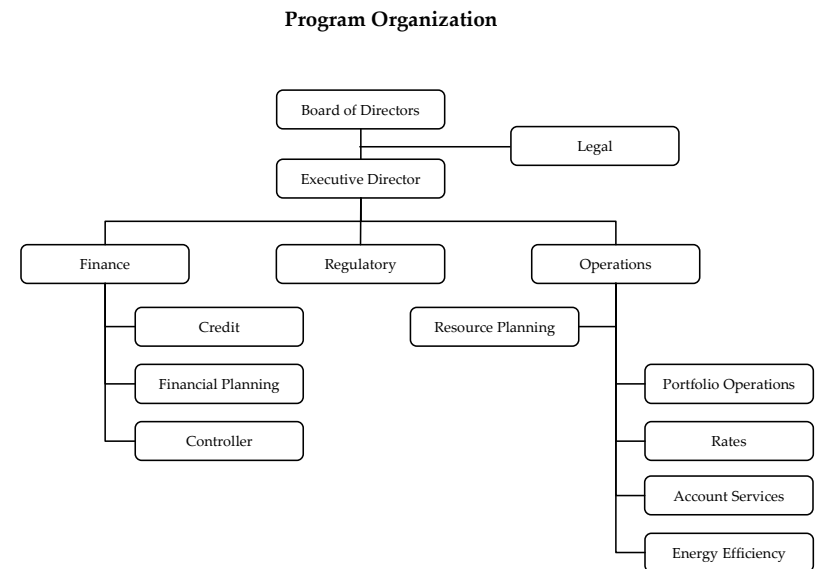 Program Organization
Board of Directors
Legal
Executive Director
Finance
Regulatory
Operations
Credit
Resource Planning
Financial Planning
Portfolio Operations
Controller
Rates
Account Services
Energy Efficiency